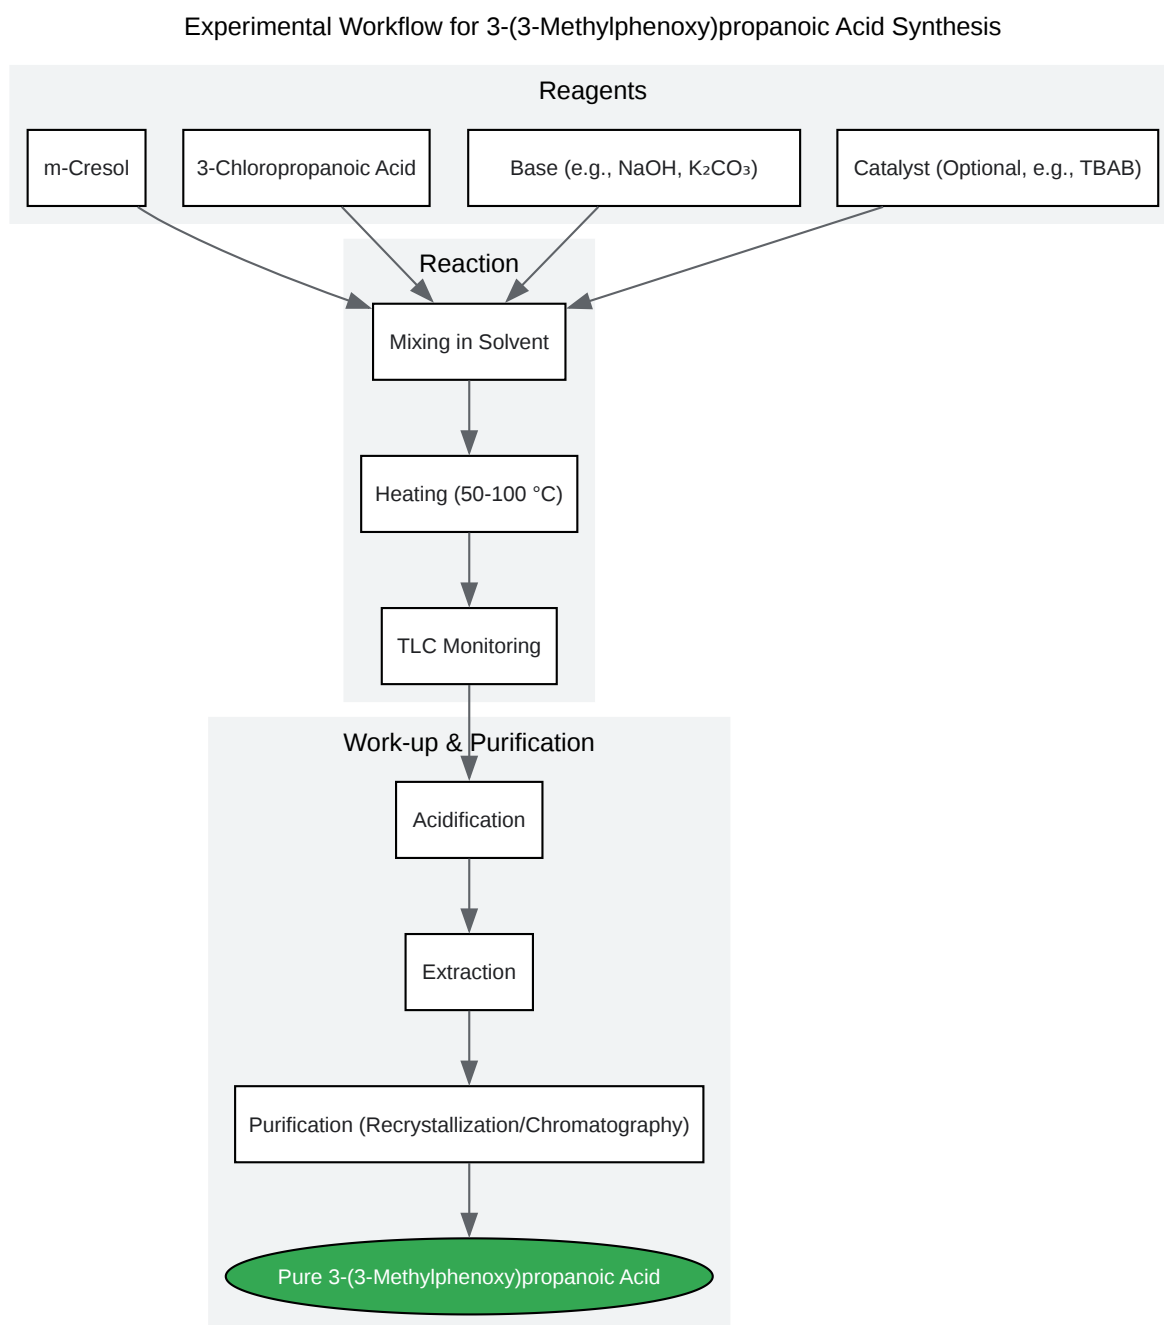 Experimental Workflow for 3-(3-Methylphenoxy)propanoic Acid Synthesis
Reagents
m-Cresol
3-Chloropropanoic Acid
Base (e.g., NaOH, K₂CO₃)
Catalyst (Optional, e.g., TBAB)
Reaction
Mixing in Solvent
Heating (50-100 °C)
TLC Monitoring
Work-up & Purification
Acidification
Extraction
Purification (Recrystallization/Chromatography)
Pure 3-(3-Methylphenoxy)propanoic Acid